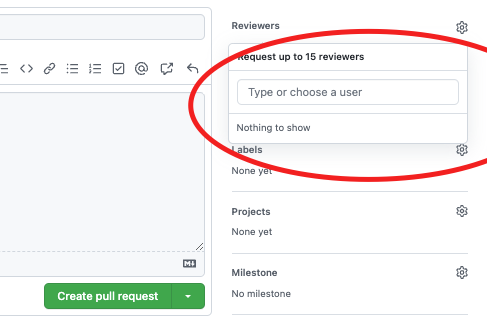 Reviewers
Request up to 15 reviewers
Type or choose a user
Nothing to show
Labels
None yet
Projects
None yet
Milestone
No milestone
Create pull request